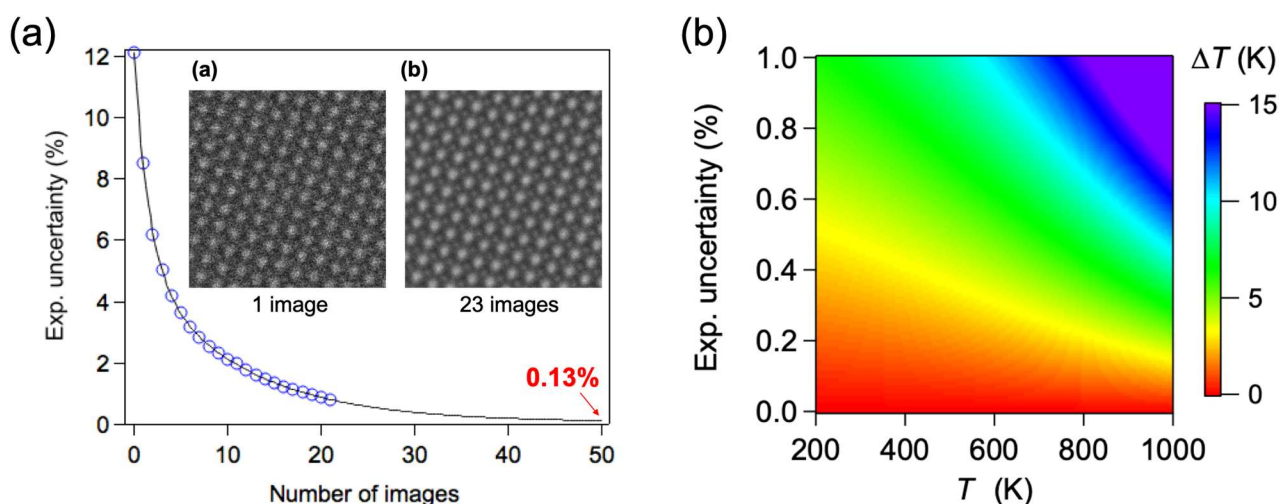 (a)
Exp. uncertainty (%)
12
10
8
6
4
2
0
0
10
20
30
40
50
Number of images
(a)
1 image
(b)
23 images
0.13%
(b)
Exp. uncertainty (%)
1.0
0.8
0.6
0.4
0.2
0.0
200
400
600
800
1000
T (K)
ΔT (K)
15
10
5
0